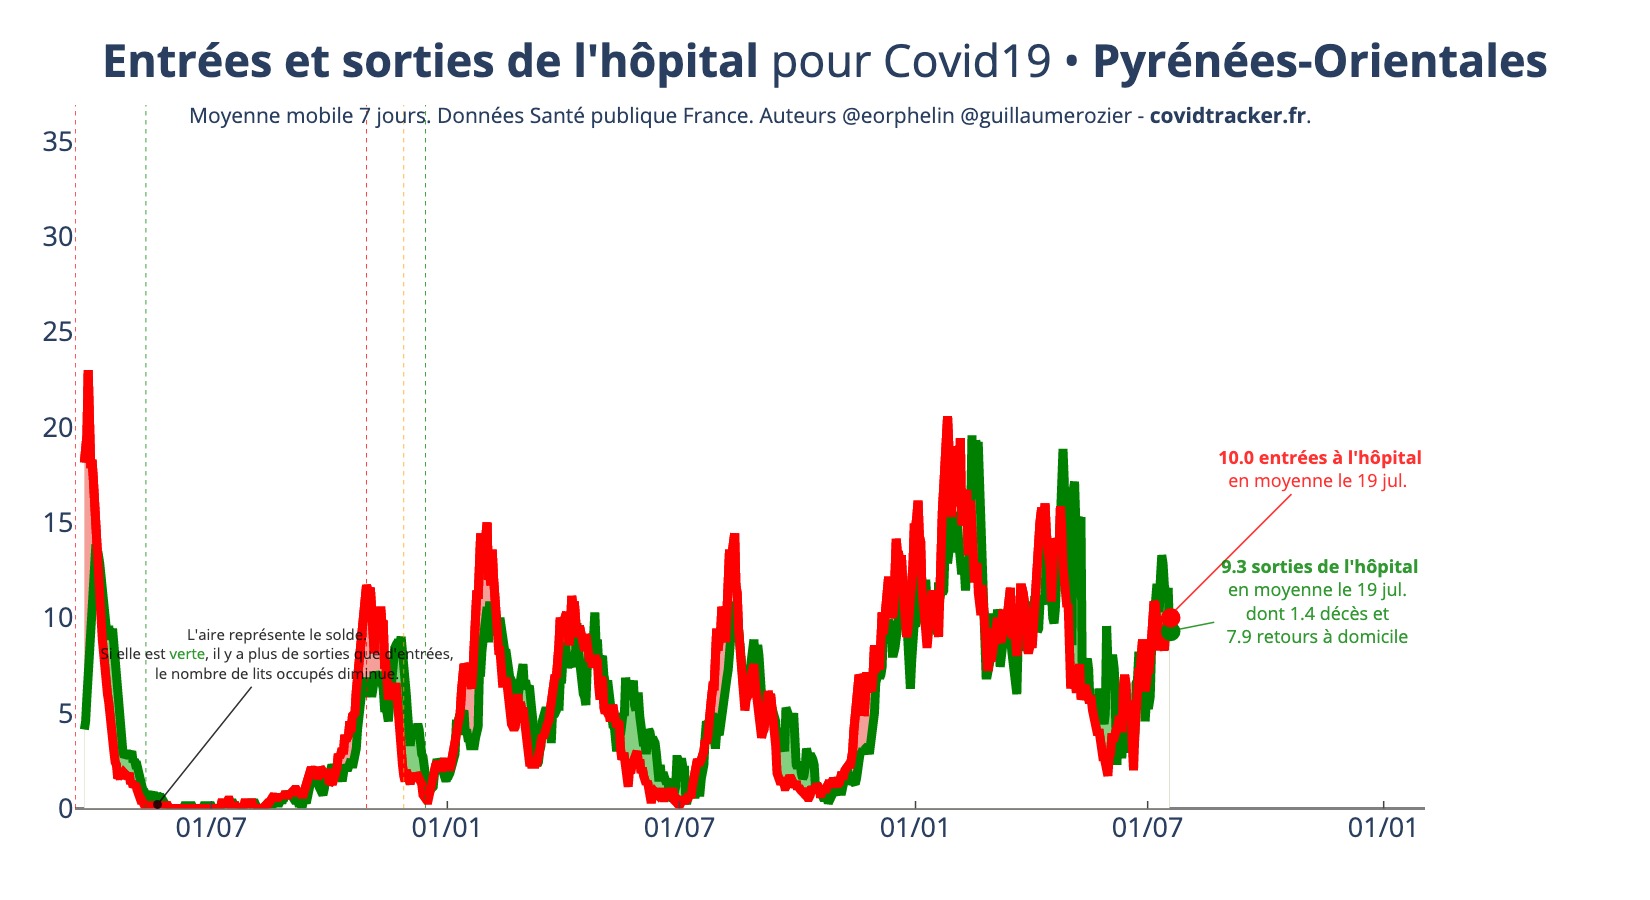 Entrées et sorties de l'hôpital pour Covid19 • Pyrénées-Orientales
Moyenne mobile 7 jours. Données Santé publique France. Auteurs @eorphelin @guillaumerozier - covidtracker.fr.
35
30
25
20
15
10
5
0
L'aire représente le solde.
Si elle est verte, il y a plus de sorties que d'entrées,
le nombre de lits occupés diminue.
10.0 entrées à l'hôpital
en moyenne le 19 jul.
9.3 sorties de l'hôpital
en moyenne le 19 jul.
dont 1.4 décès et
7.9 retours à domicile
01/07
01/01
01/07
01/01
01/07
01/01